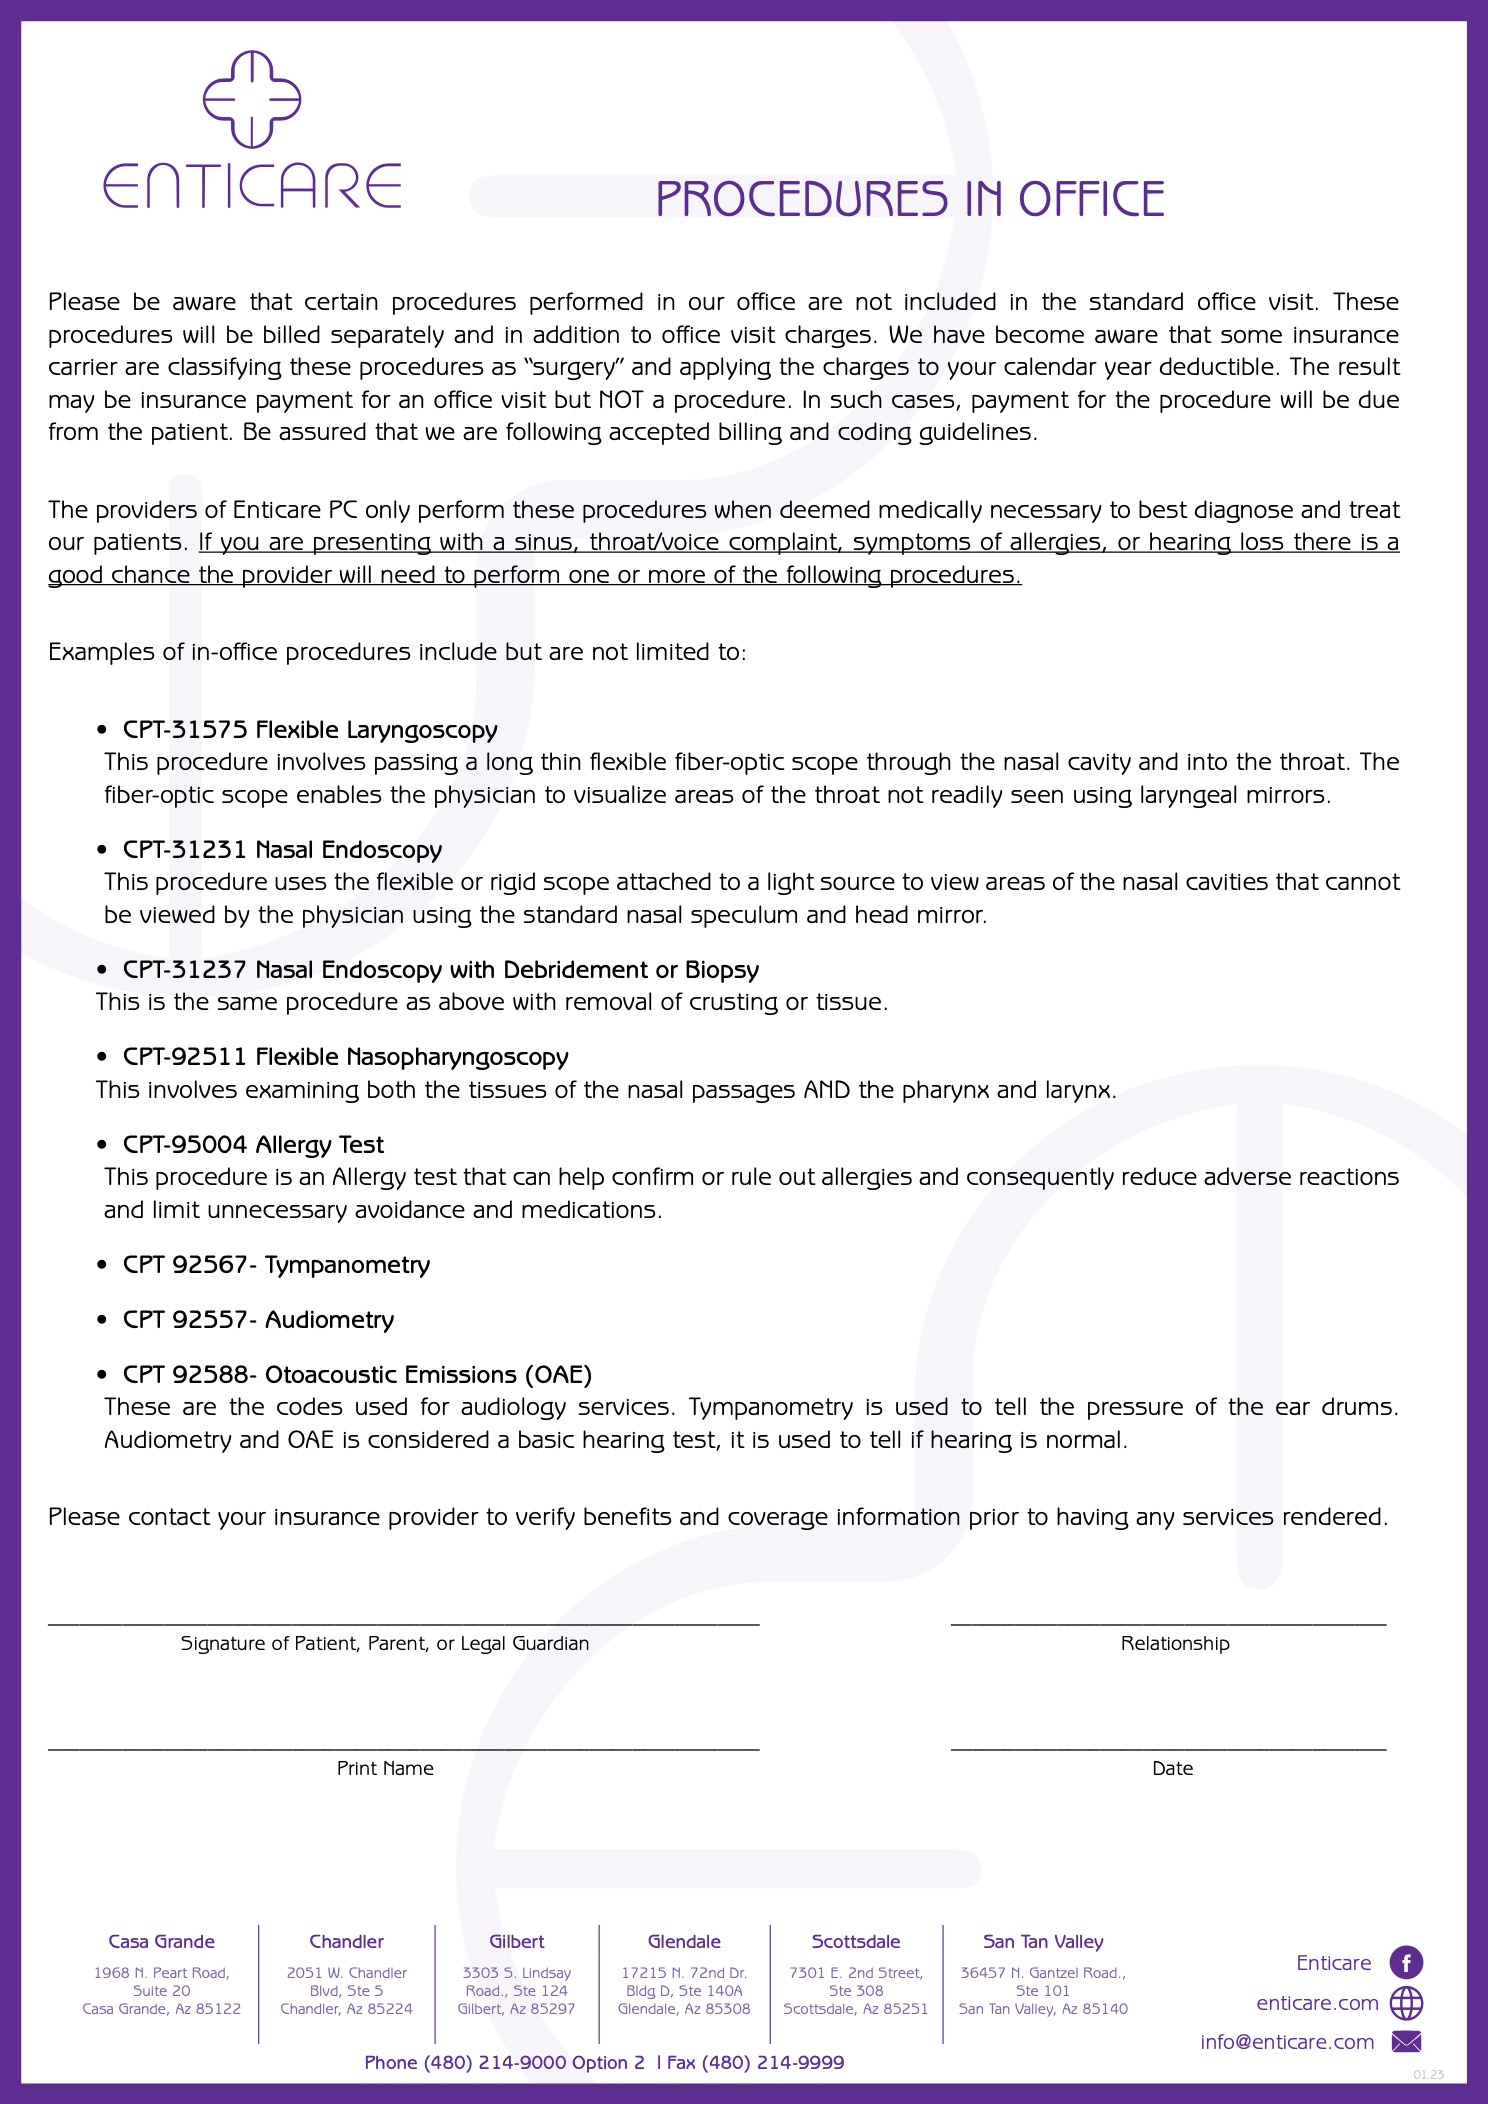 ENTICARE
PROCEDURES IN OFFICE
Please be aware that certain procedures performed in our office are not included in the standard office visit. These
procedures will be billed separately and in addition to office visit charges. We have become aware that some insurance
carrier are classifying these procedures as “surgery” and applying the charges to your calendar year deductible. The result
may be insurance payment for an office visit but NOT a procedure. In such cases, payment for the procedure will be due
from the patient. Be assured that we are following accepted billing and coding guidelines.
The providers of Enticare PC only perform these procedures when deemed medically necessary to best diagnose and treat
our patients. If you are presenting with a sinus, throat/voice complaint, symptoms of allergies, or hearing loss there is a
good chance the provider will need to perform one or more of the following procedures.
Examples of in-office procedures include but are not limited to:
• CPT-31575 Flexible Laryngoscopy
This procedure involves passing a long thin flexible fiber-optic scope through the nasal cavity and into the throat. The
fiber-optic scope enables the physician to visualize areas of the throat not readily seen using laryngeal mirrors.
• CPT-31231 Nasal Endoscopy
This procedure uses the flexible or rigid scope attached to a light source to view areas of the nasal cavities that cannot
be viewed by the physician using the standard nasal speculum and head mirror.
• CPT-31237 Nasal Endoscopy with Debridement or Biopsy
This is the same procedure as above with removal of crusting or tissue.
• CPT-92511 Flexible Nasopharyngoscopy
This involves examining both the tissues of the nasal passages AND the pharynx and larynx.
• CPT-95004 Allergy Test
This procedure is an Allergy test that can help confirm or rule out allergies and consequently reduce adverse reactions
and limit unnecessary avoidance and medications.
• CPT 92567- Tympanometry
• CPT 92557- Audiometry
• CPT 92588- Otoacoustic Emissions (OAE)
These are the codes used for audiology services. Tympanometry is used to tell the pressure of the ear drums.
Audiometry and OAE is considered a basic hearing test, it is used to tell if hearing is normal.
Please contact your insurance provider to verify benefits and coverage information prior to having any services rendered.
Signature of Patient, Parent, or Legal Guardian
Relationship
Print Name
Date
Casa Grande
1968 N. Peart Road,
Suite 20
Casa Grande, Az 85122
Chandler
2051 W. Chandler
Blvd, Ste 5
Chandler, Az 85224
Gilbert
3303 S. Lindsay
Road., Ste 124
Gilbert, Az 85297
Glendale
17215 N. 72nd Dr.
Bldg D, Ste 140A
Glendale, Az 85308
Scottsdale
7301 E. 2nd Street,
Ste 308
Scottsdale, Az 85251
San Tan Valley
36457 N. Gantzel Road.,
Ste 101
San Tan Valley, Az 85140
Phone (480) 214-9000 Option 2 | Fax (480) 214-9999
Enticare
enticare.com
info@enticare.com
01.23